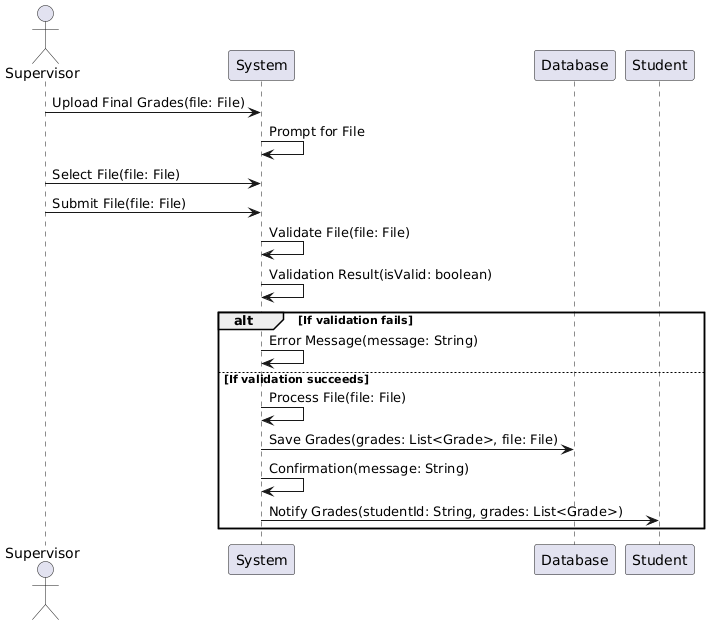 Supervisor
System
Database
Student
Upload Final Grades(file: File)
Prompt for File
Select File(file: File)
Submit File(file: File)
Validate File(file: File)
Validation Result(isValid: boolean)
alt [If validation fails]
Error Message(message: String)
[If validation succeeds]
Process File(file: File)
Save Grades(grades: List<Grade>, file: File)
Confirmation(message: String)
Notify Grades(studentId: String, grades: List<Grade>)
Supervisor
System
Database
Student